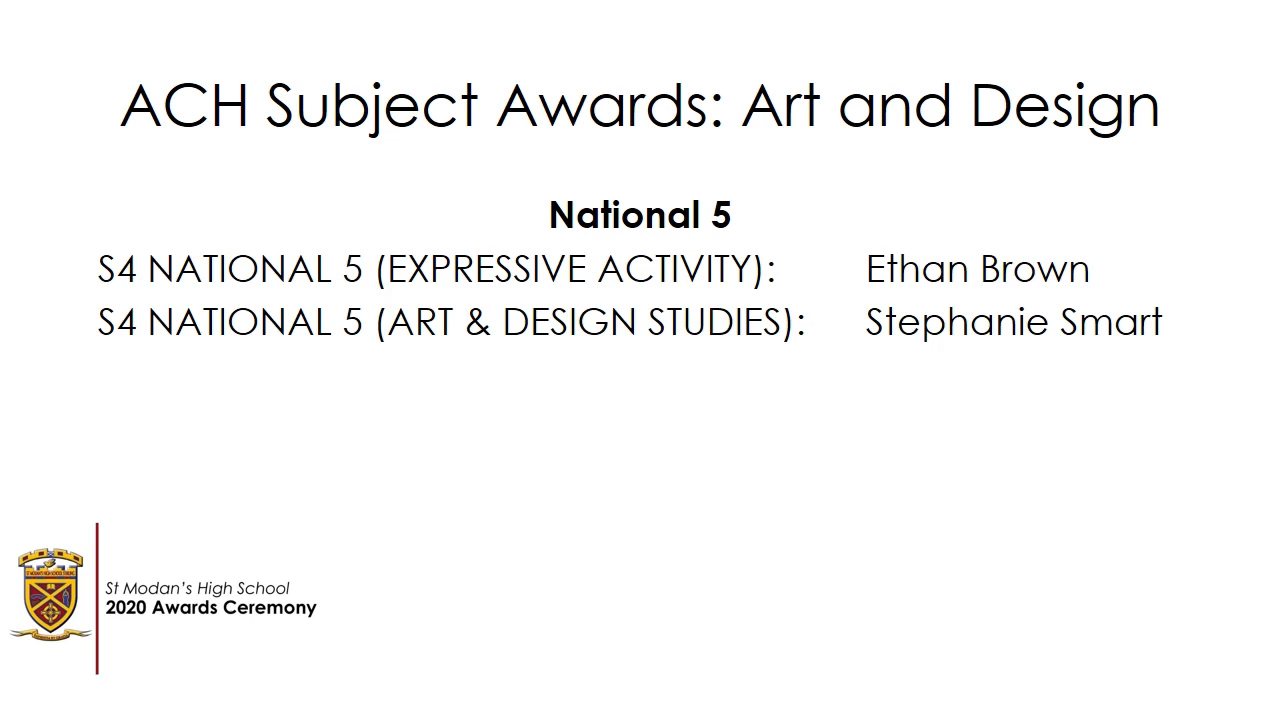 ACH Subject Awards: Art and Design
National 5
S4 NATIONAL 5 (EXPRESSIVE ACTIVITY): Ethan Brown
S4 NATIONAL 5 (ART & DESIGN STUDIES): Stephanie Smart
St Modan's High School
2020 Awards Ceremony